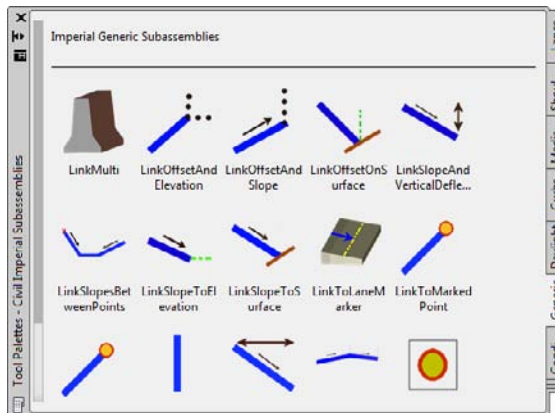 Imperial Generic Subassemblies
LinkMulti
LinkOffsetAnd
Elevation
LinkOffsetAnd
Slope
LinkOffsetOnS
urface
LinkSlopeAnd
VerticalDefle...
LinkSlopesBet
weenPoints
LinkSlopeToEl
evation
LinkSlopeToS
urface
LinkToLaneM
arker
LinkToMarked
Point
Tool Palettes - Civil Imperial Subassemblies